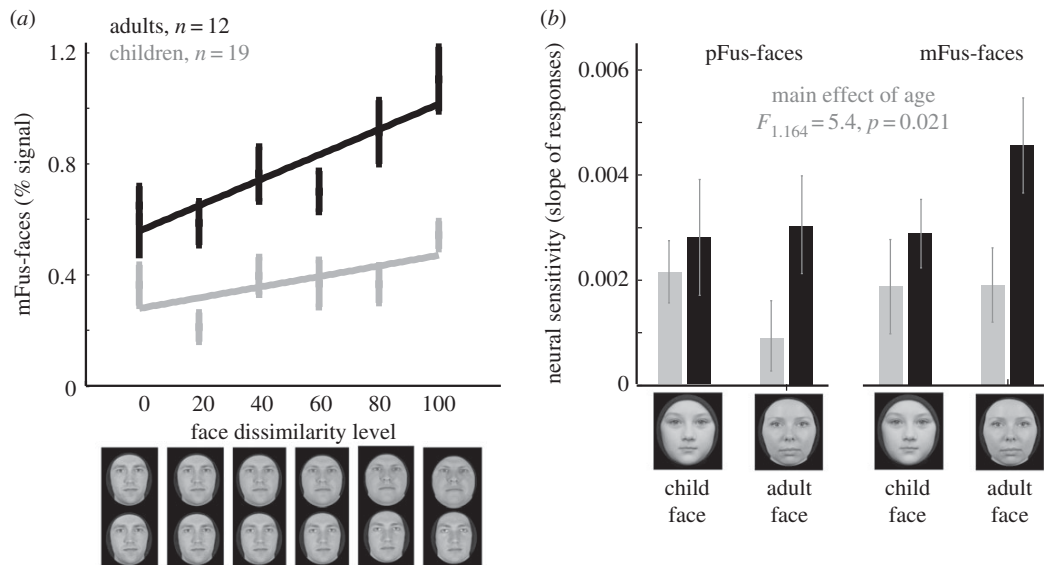 (a)
adults, n = 12
children, n = 19
1.2
0.8
0.4
0
mFus-faces (% signal)
0 20 40 60 80 100
face dissimilarity level
(b)
pFus-faces mFus-faces
main effect of age
F1.164 = 5.4, p = 0.021
0.006
0.004
0.002
0
neural sensitivity (slope of responses)
child adult child adult
face face face face